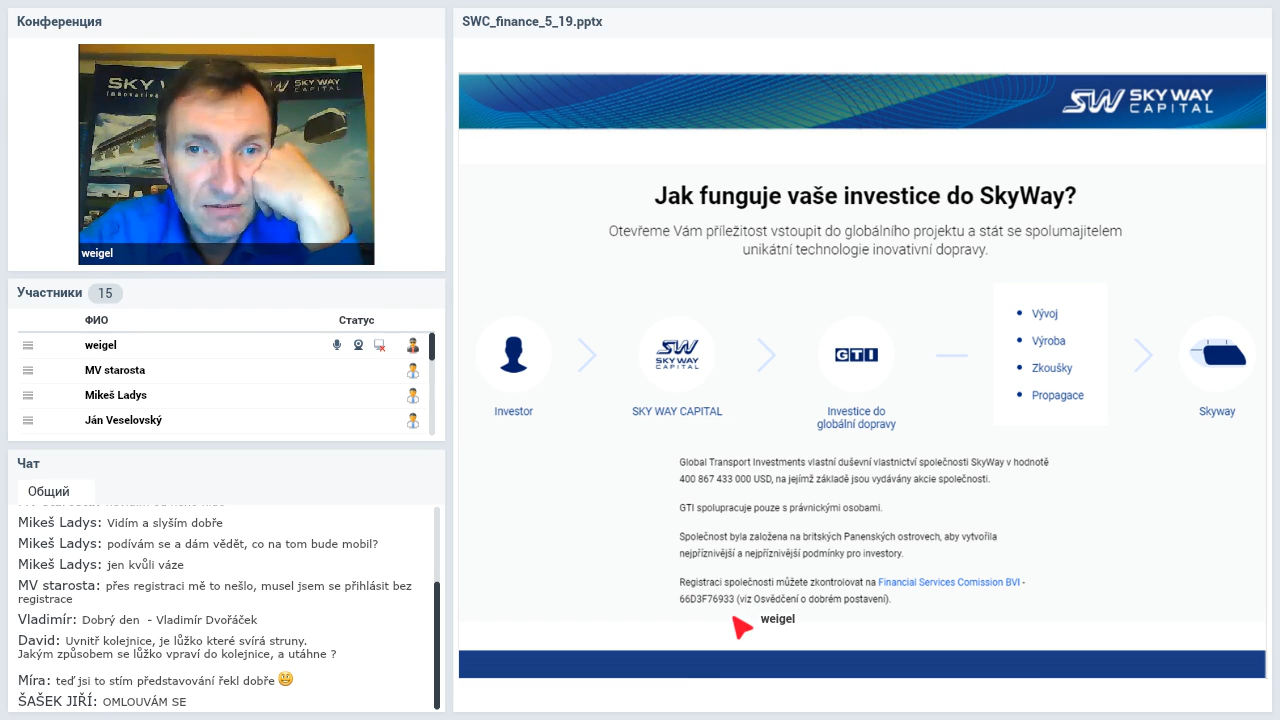 Конференция
SKY W
innovative
W SKY WAY
CAPITAL
weigel
Участники 15
ФИО Статус
weigel
MV starosta
Mikeš Ladys
Ján Veselovský
Чат
Общий
Mikeš Ladys: Vidím a slyším dobře
Mikeš Ladys: podívám se a dám vědět, co na tom bude mobil?
Mikeš Ladys: jen kvůli váze
MV starosta: přes registraci mě to nešlo, musel jsem se přihlásit bez
registrace
Vladimír: Dobrý den - Vladimír Dvořáček
David: Uvnitř kolejnice, je lůžko které svírá struny.
Jakým způsobem se lůžko vpraví do kolejnice, a utáhne ?
Míra: teď jsi to stím představování řekl dobře
ŠAŠEK JIŘÍ: OMLOUVÁM SE
SWC_finance_5_19.pptx
SW SKY WAY
CAPITAL
Jak funguje vaše investice do SkyWay?
Otevřeme Vám příležitost vstoupit do globálního projektu a stát se spolumajitelem
unikátní technologie inovativní dopravy.
SW
SKY WAY
CAPITAL
GTI
Vývoj
Výroba
Zkoušky
Propagace
Investor
SKY WAY CAPITAL
Investice do
globální dopravy
Skyway
Global Transport Investments vlastní duševní vlastnictví společnosti SkyWay v hodnotě
400 867 433 000 USD, na jejímž základě jsou vydávány akcie společnosti.
GTI spolupracuje pouze s právnickými osobami.
Společnost byla založena na britských Panenských ostrovech, aby vytvořila
nejpříznivější a nejpříznivější podmínky pro investory.
Registraci společnosti můžete zkontrolovat na Financial Services Comission BVI -
66D3F76933 (viz Osvědčení o dobrém postavení).
weigel